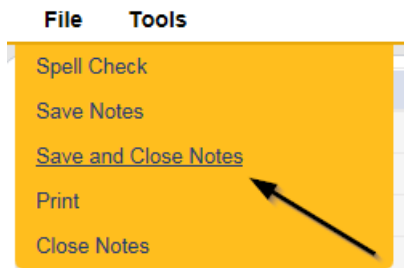 File Tools
Spell Check
Save Notes
Save and Close Notes
Print
Close Notes